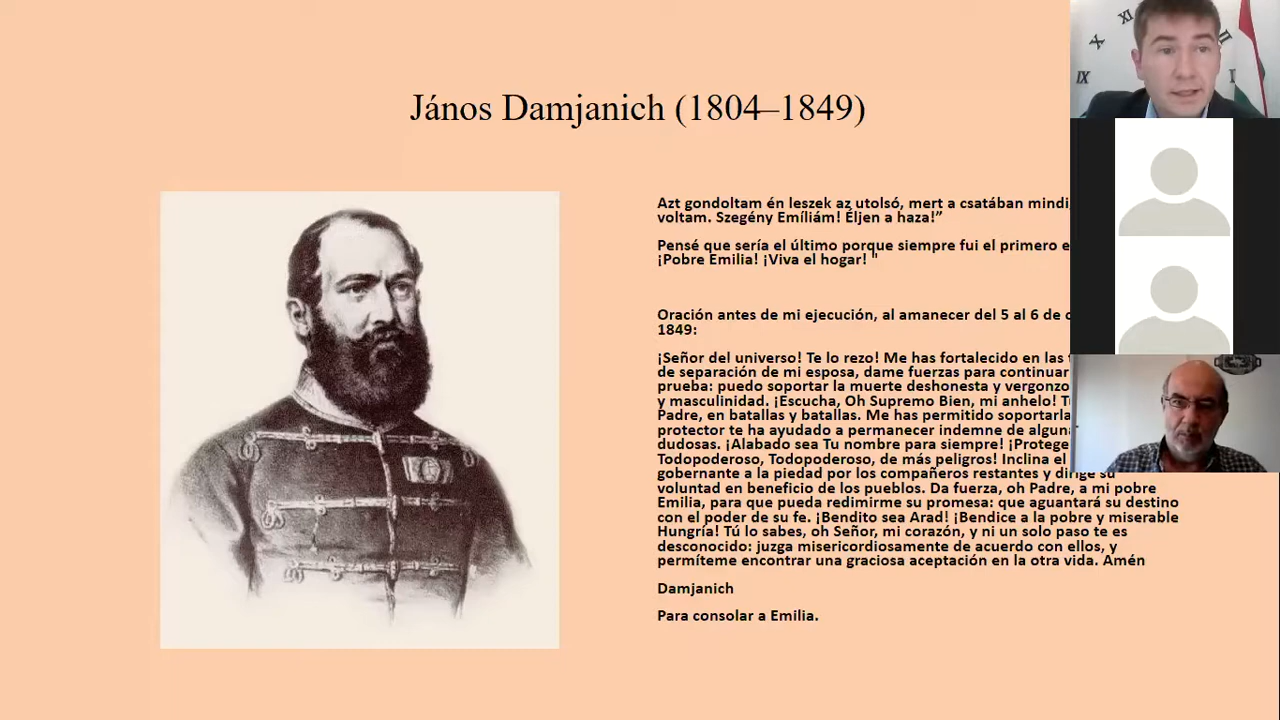 János Damjanich (1804–1849)
Azt gondoltam én leszek az utolsó, mert a csatában
voltam. Szegény Emíliám! Éljen a haza!”
Pensé que sería el último porque siempre fui el primero
¡Pobre Emilia! ¡Viva el hogar! "
Oración antes de mi ejecución, al amanecer del 5 al 6 de
1849:
¡Señor del universo! Te lo rezo! Me has fortalecido en las
de separación de mi esposa, dame fuerzas para continuar
prueba: puedo soportar la muerte deshonesta y
y masculinidad. ¡Escucha, Oh Supremo Bien, mi anhelo!
Padre, en batallas y batallas. Me has permitido
protector te ha ayudado a permanecer indemne de
dudosas. ¡Alabado sea Tu nombre para siempre!
Todopoderoso, Todopoderoso, de más peligros! Inclina el
gobernante a la piedad por los compañeros restantes y dirige su
voluntad en beneficio de los pueblos. Da fuerza, oh Padre, a mi pobre
Emilia, para que pueda redimirme su promesa: que aguantará su destino
con el poder de su fe. ¡Bendito sea Arad! ¡Bendice a la pobre y miserable
Hungría! Tú lo sabes, oh Señor, mi corazón, y ni un solo paso te es
desconocido: juzga misericordiosamente de acuerdo con ellos, y
permíteme encontrar una graciosa aceptación en la otra vida. Amén
Damjanich
Para consolar a Emilia.
XI
X
IX
II